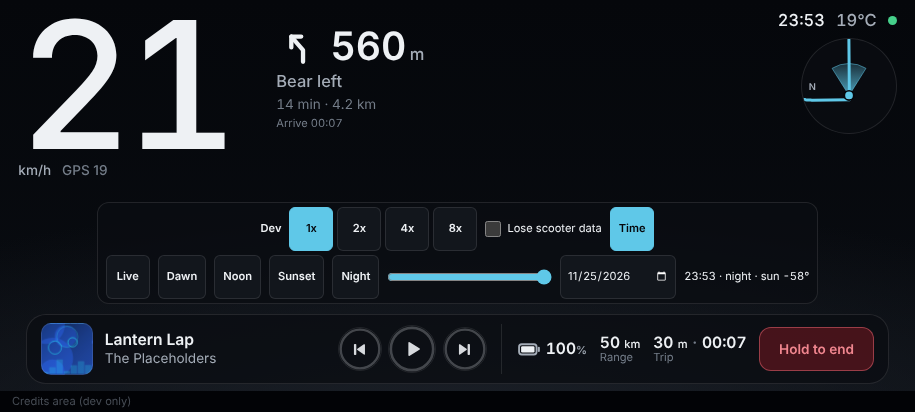 21
km/h GPS 19
560 m
Bear left
14 min · 4.2 km
Arrive 00:07
23:53 19°C
N
Dev 1x 2x 4x 8x Lose scooter data Time
Live Dawn Noon Sunset Night 11/25/2026 23:53 · night · sun -58°
Lantern Lap
The Placeholders
100%
50 km
Range
30 m · 00:07
Trip
Hold to end
Credits area (dev only)